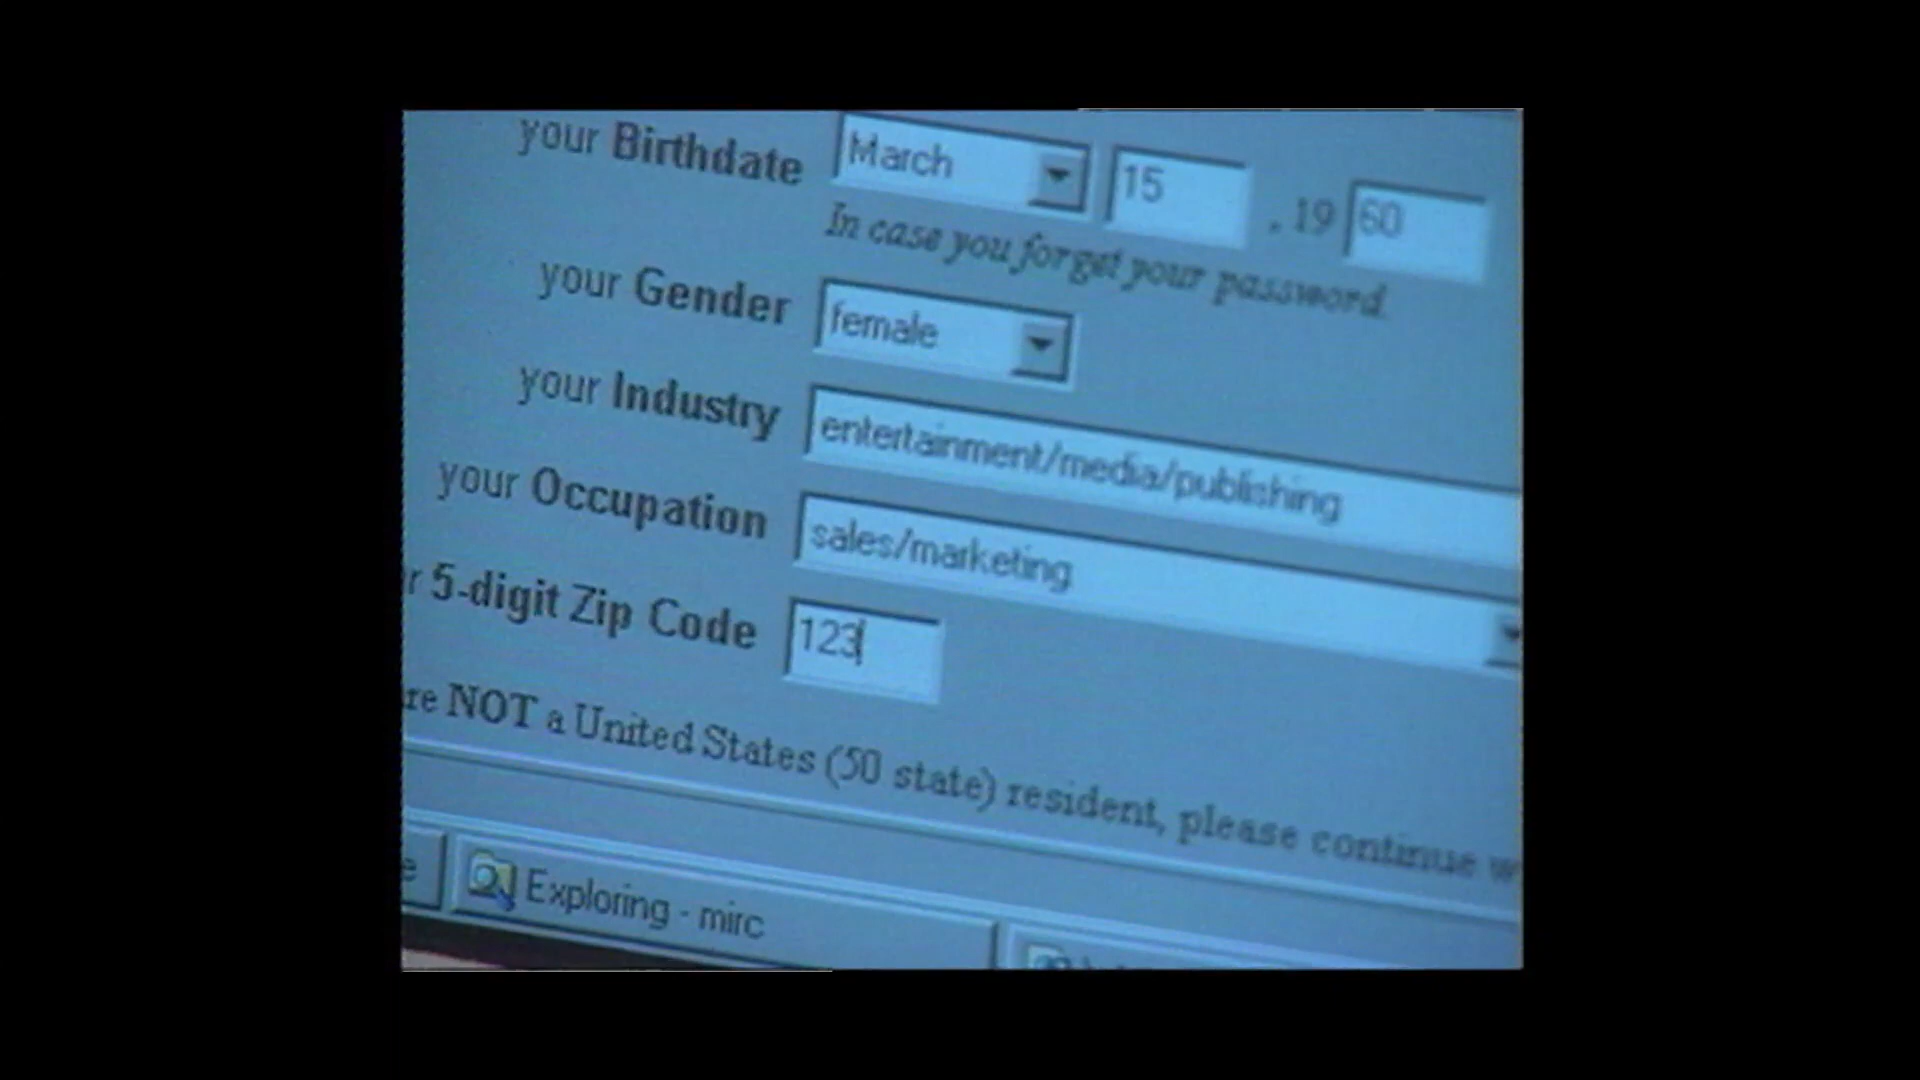 your Birthdate March 15 , 19 60
In case you forget your password.
your Gender female
your Industry entertainment/media/publishing
your Occupation sales/marketing
r 5-digit Zip Code 123
re NOT a United States (50 state) resident, please continue w
e Exploring - mirc